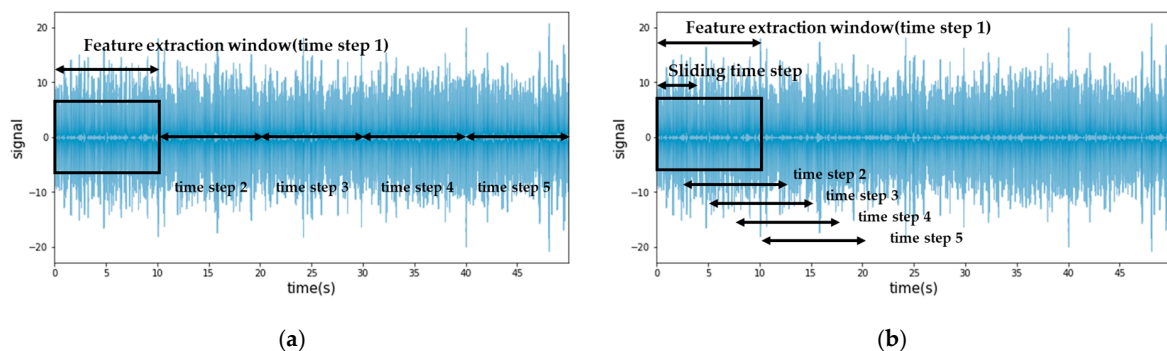 Feature extraction window(time step 1)
20
10
0
−10
−20
signal
time step 2
time step 3
time step 4
time step 5
0
5
10
15
20
25
30
35
40
45
time(s)
(a)
Feature extraction window(time step 1)
Sliding time step
20
10
0
−10
−20
signal
time step 2
time step 3
time step 4
time step 5
0
5
10
15
20
25
30
35
40
45
time(s)
(b)